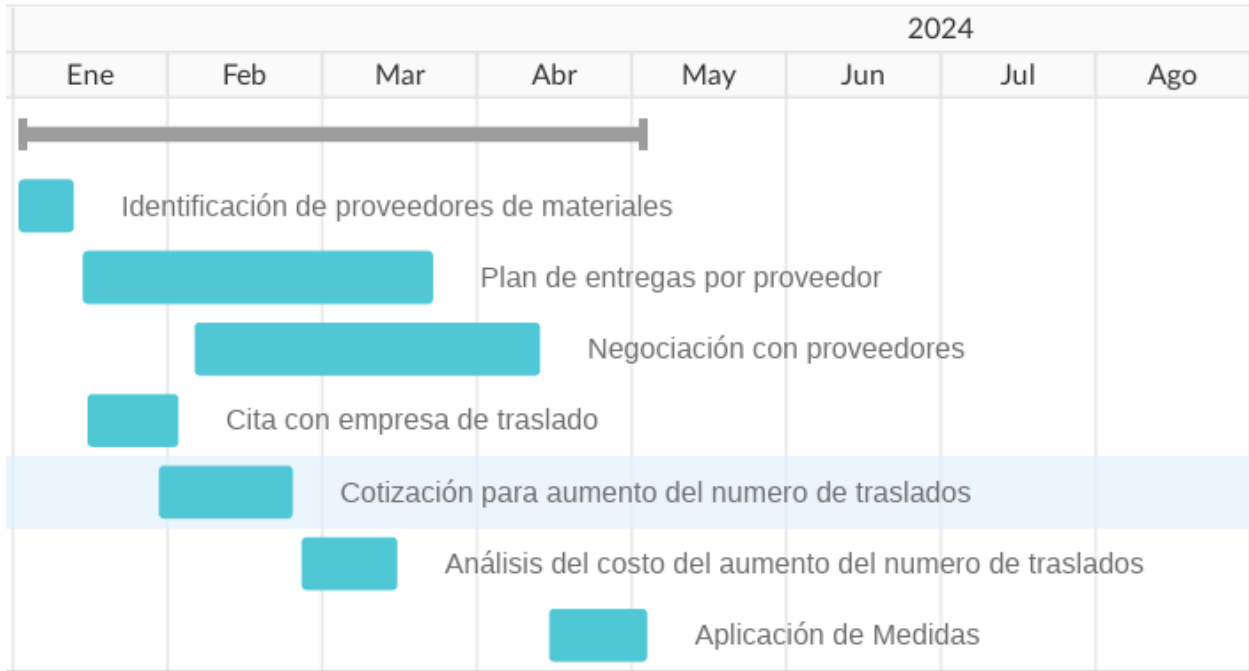 2024
Ene Feb Mar Abr May Jun Jul Ago
Identificación de proveedores de materiales
Plan de entregas por proveedor
Negociación con proveedores
Cita con empresa de traslado
Cotización para aumento del numero de traslados
Análisis del costo del aumento del numero de traslados
Aplicación de Medidas